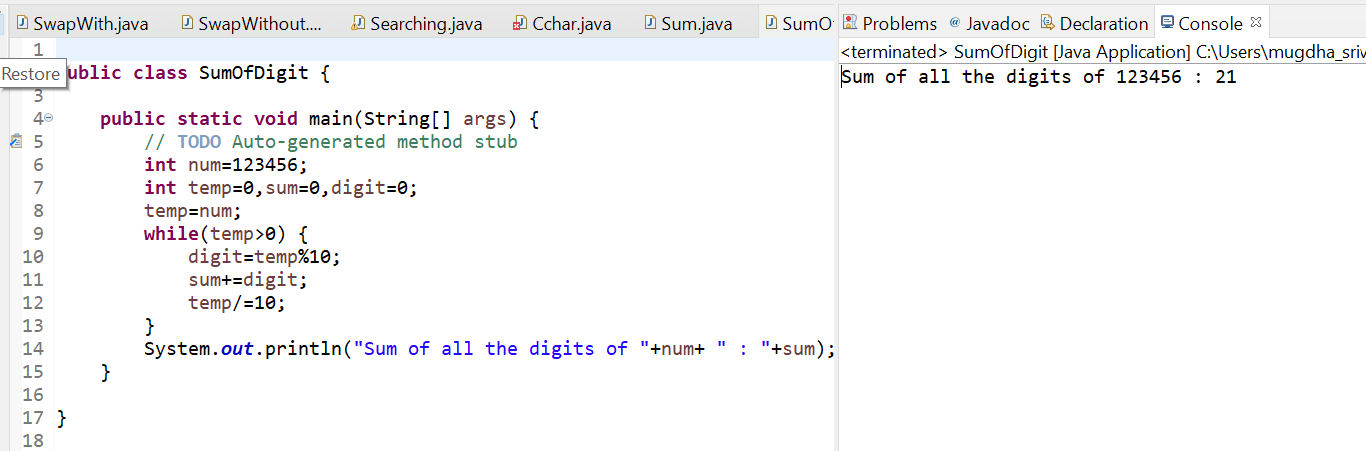 SwapWith.java SwapWithout.... Searching.java Cchar.java Sum.java SumOf
1
Restore ublic class SumOfDigit {
3
4 public static void main(String[] args) {
5 // TODO Auto-generated method stub
6 int num=123456;
7 int temp=0,sum=0,digit=0;
8 temp=num;
9 while(temp>0) {
10 digit=temp%10;
11 sum+=digit;
12 temp/=10;
13 }
14 System.out.println("Sum of all the digits of "+num+ " : "+sum);
15 }
16
17 }
18
Problems @ Javadoc Declaration Console
<terminated> SumOfDigit [Java Application] C:\Users\mugdha_sriv
Sum of all the digits of 123456 : 21